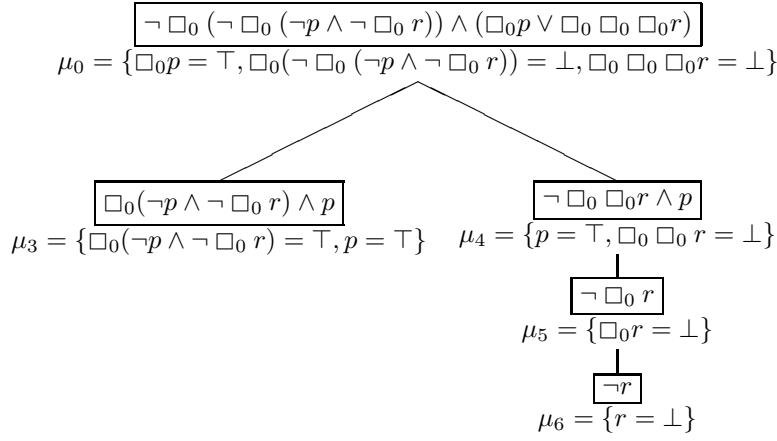 ¬ □₀ (¬ □₀ (¬p ∧ ¬ □₀ r)) ∧ (□₀p ∨ □₀ □₀ □₀r)
μ₀ = {□₀p = ⊤, □₀(¬ □₀ (¬p ∧ ¬ □₀ r)) = ⊥, □₀ □₀ □₀r = ⊥}
□₀(¬p ∧ ¬ □₀ r) ∧ p
μ₃ = {□₀(¬p ∧ ¬ □₀ r) = ⊤, p = ⊤}
¬ □₀ □₀r ∧ p
μ₄ = {p = ⊤, □₀ □₀ r = ⊥}
¬ □₀ r
μ₅ = {□₀r = ⊥}
¬r
μ₆ = {r = ⊥}